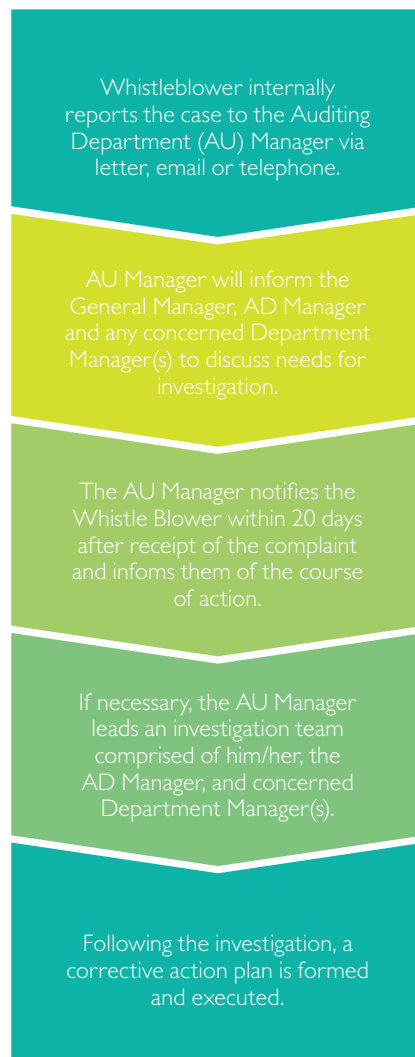 Whistleblower internally
reports the case to the Auditing
Department (AU) Manager via
letter, email or telephone.
AU Manager will inform the
General Manager, AD Manager
and any concerned Department
Manager(s) to discuss needs for
investigation.
The AU Manager notifies the
Whistle Blower within 20 days
after receipt of the complaint
and infoms them of the course
of action.
If necessary, the AU Manager
leads an investigation team
comprised of him/her, the
AD Manager, and concerned
Department Manager(s).
Following the investigation, a
corrective action plan is formed
and executed.